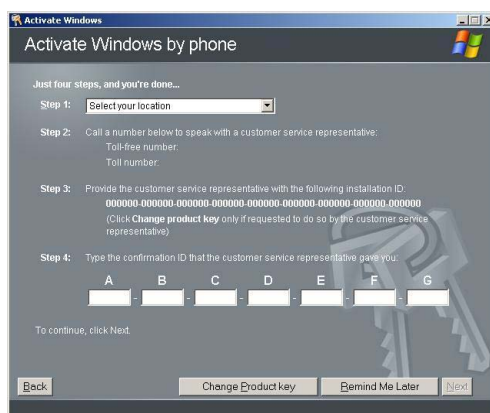 Activate Windows
Activate Windows by phone
Just four steps, and you're done...
Step 1: Select your location
Step 2: Call a number below to speak with a customer service representative:
Toll-free number:
Toll number:
Step 3: Provide the customer service representative with the following installation ID:
000000-000000-000000-000000-000000-000000-000000-000000-000000
(Click Change product key only if requested to do so by the customer service
representative)
Step 4: Type the confirmation ID that the customer service representative gave you:
A B C D E F G
- - - - - -
To continue, click Next.
Back Change Product key Remind Me Later Next